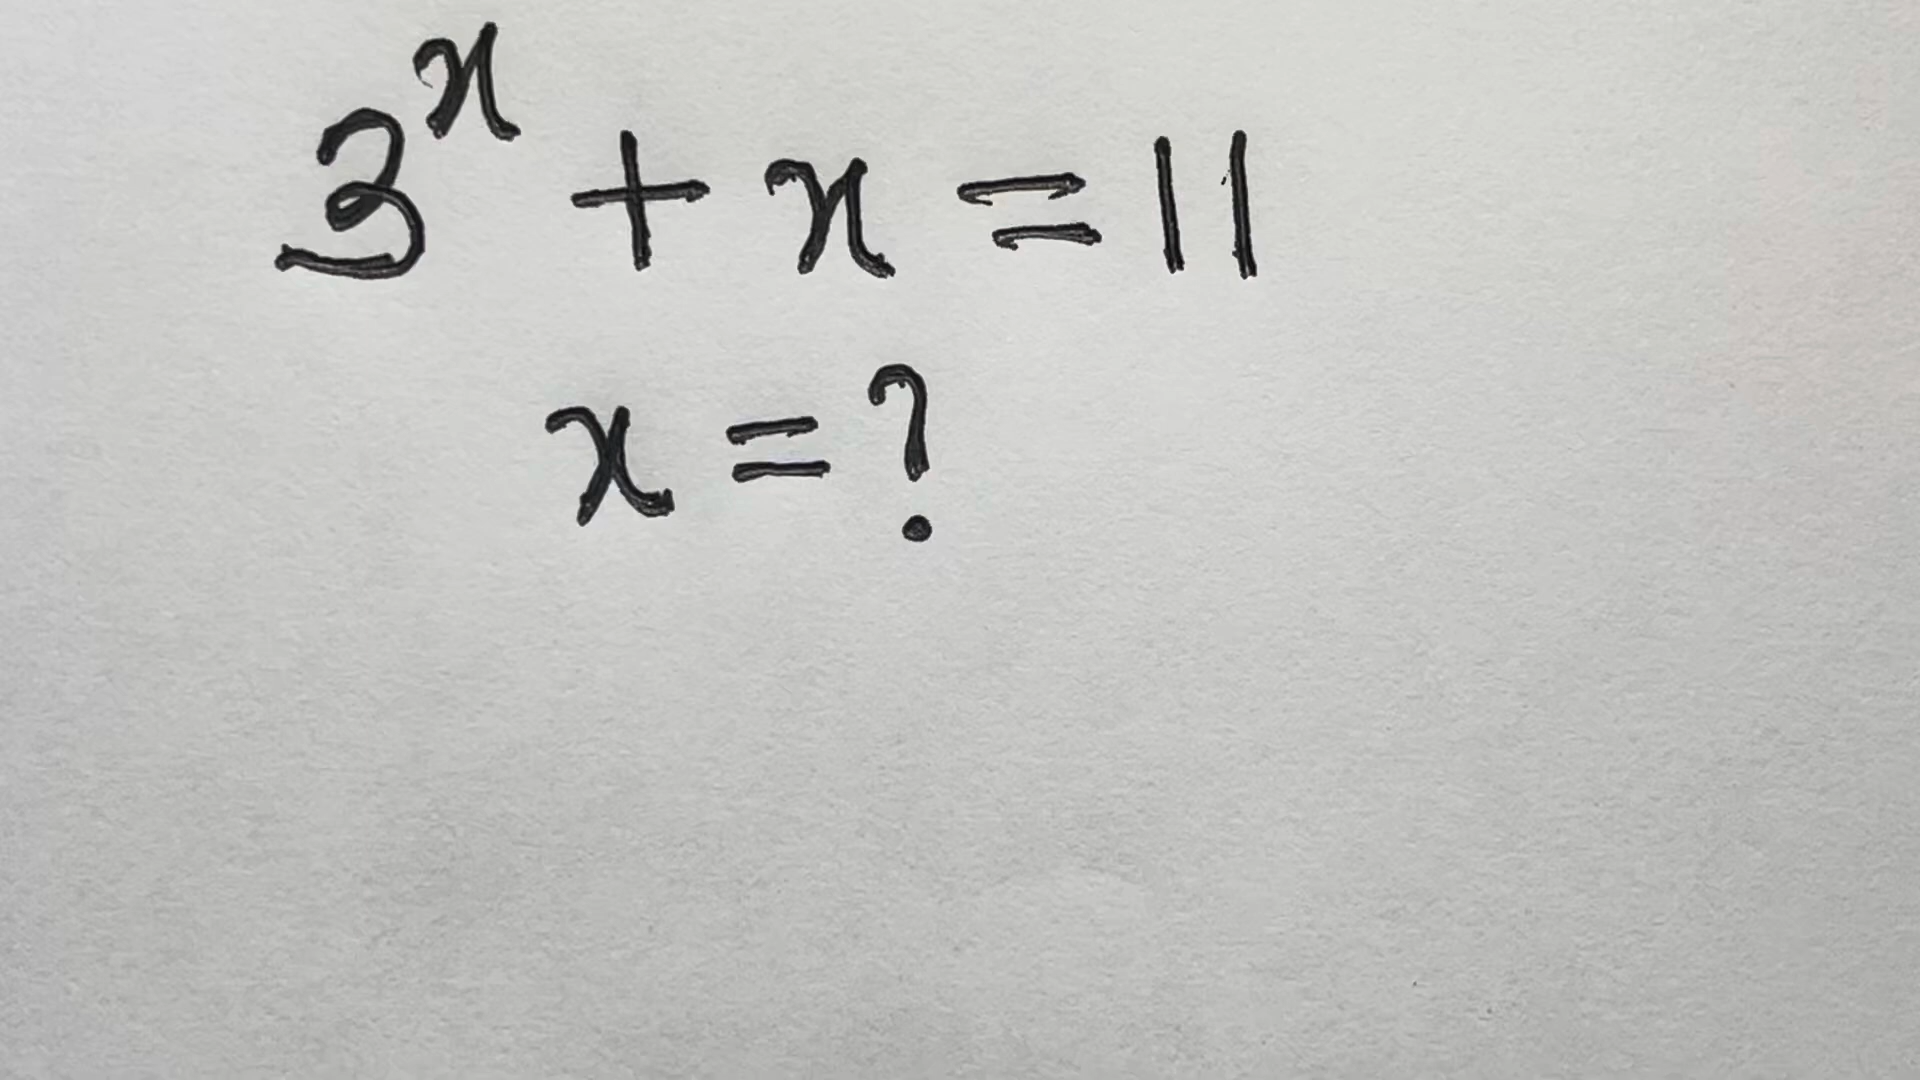 3^x + x = 11
x = ?